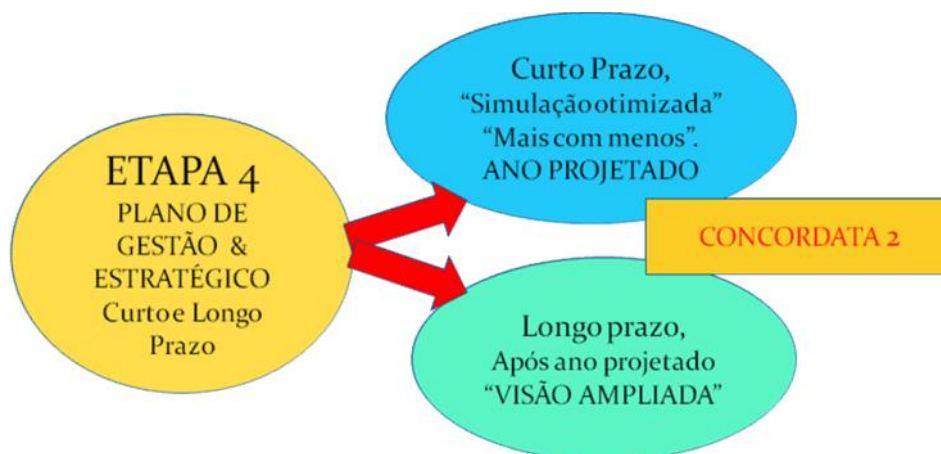 ETAPA 4
PLANO DE
GESTÃO &
ESTRATÉGICO
Curto e Longo
Prazo
Curto Prazo,
“Simulação otimizada”
“Mais com menos”.
ANO PROJETADO
CONCORDATA 2
Longo prazo,
Após ano projetado
“VISÃO AMPLIADA”